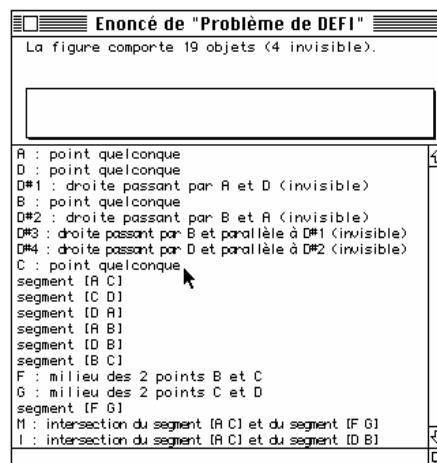 Enoncé de "Problème de DEFI"
La figure comporte 19 objets (4 invisible).
A : point quelconque
D : point quelconque
D#1 : droite passant par A et D (invisible)
B : point quelconque
D#2 : droite passant par B et A (invisible)
D#3 : droite passant par B et parallèle à D#1 (invisible)
D#4 : droite passant par D et parallèle à D#2 (invisible)
C : point quelconque
segment [A C]
segment [C D]
segment [D A]
segment [A B]
segment [D B]
segment [B C]
F : milieu des 2 points B et C
G : milieu des 2 points C et D
segment [F G]
M : intersection du segment [A C] et du segment [F G]
I : intersection du segment [A C] et du segment [D B]